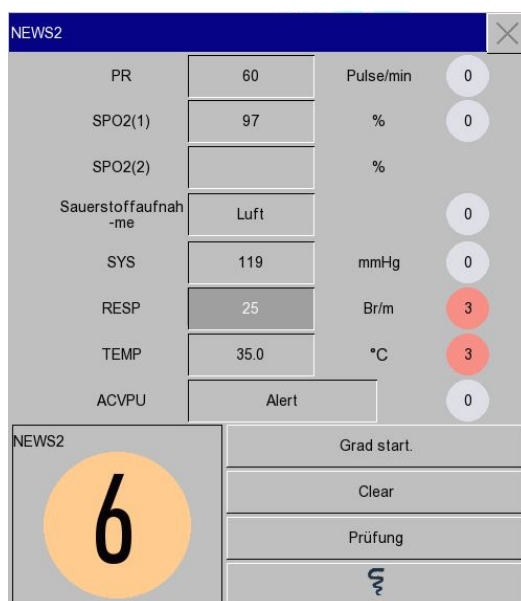 NEWS2
PR 60 Pulse/min 0
SPO2(1) 97 % 0
SPO2(2) %
Sauerstoffaufnah
-me Luft 0
SYS 119 mmHg 0
RESP 25 Br/m 3
TEMP 35.0 °C 3
ACVPU Alert 0
NEWS2
6
Grad start.
Clear
Prüfung